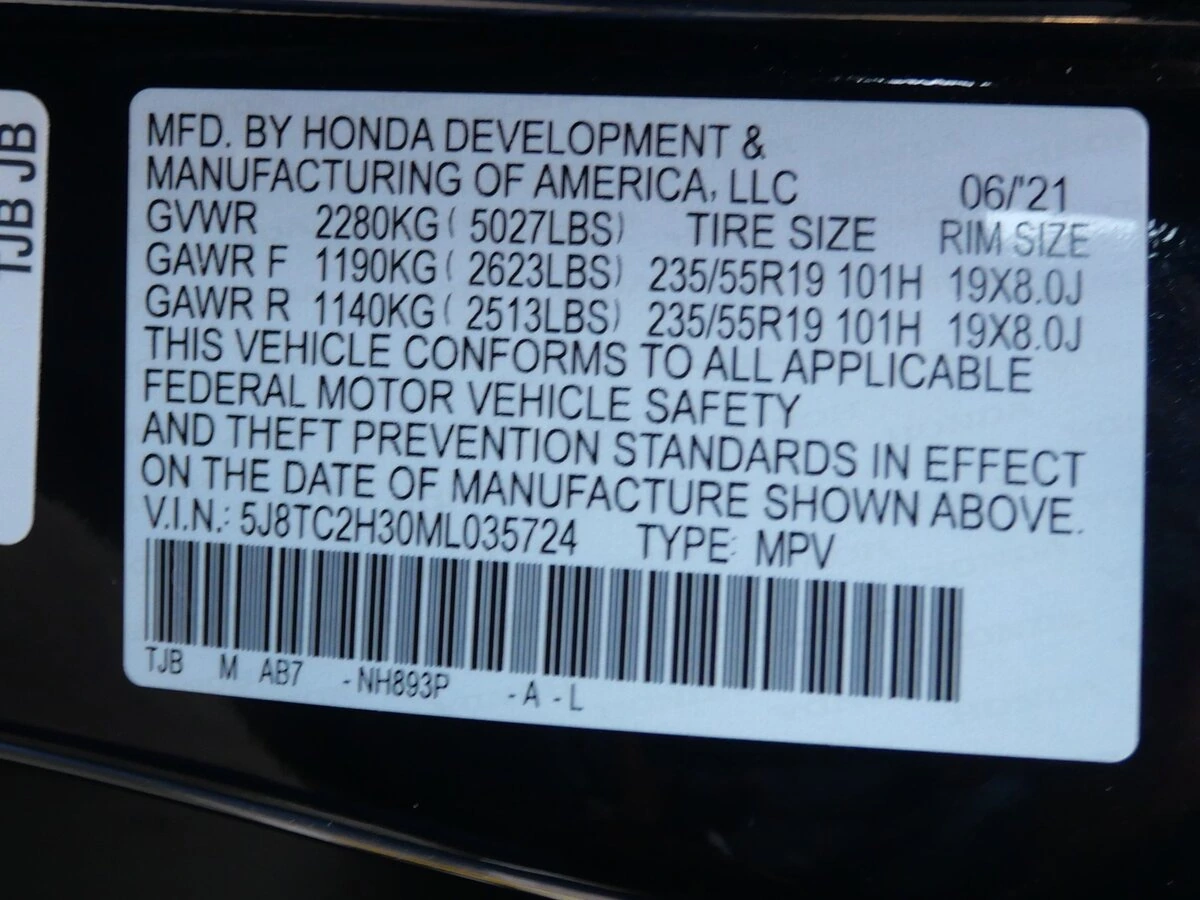 TJB JB
MFD. BY HONDA DEVELOPMENT &
MANUFACTURING OF AMERICA, LLC 06/'21
GVWR 2280KG ( 5027LBS) TIRE SIZE RIM SIZE
GAWR F 1190KG ( 2623LBS) 235/55R19 101H 19X8.0J
GAWR R 1140KG ( 2513LBS) 235/55R19 101H 19X8.0J
THIS VEHICLE CONFORMS TO ALL APPLICABLE
FEDERAL MOTOR VEHICLE SAFETY
AND THEFT PREVENTION STANDARDS IN EFFECT
ON THE DATE OF MANUFACTURE SHOWN ABOVE.
V.I.N.: 5J8TC2H30ML035724 TYPE: MPV
TJB M AB7 -NH893P -A -L